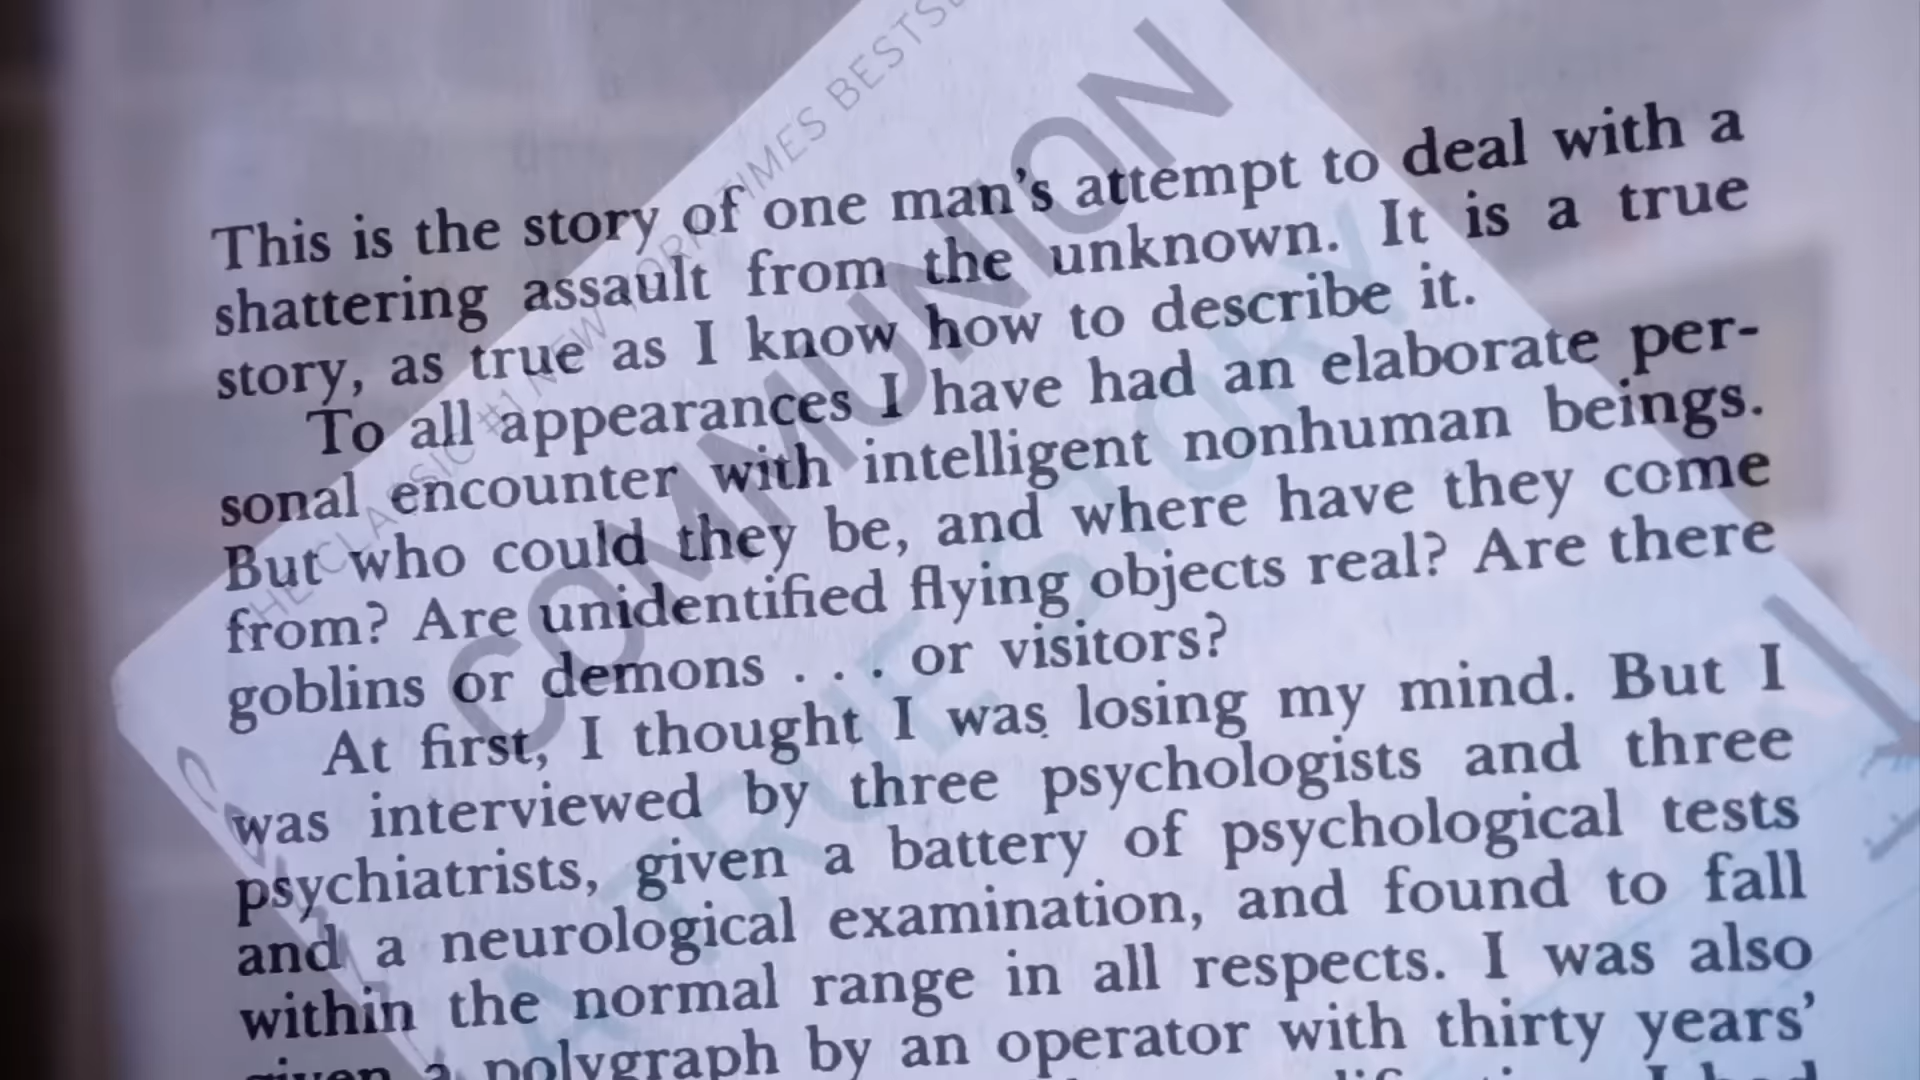 This is the story of one man's attempt to deal with a
shattering assault from the unknown. It is a true
story, as true as I know how to describe it.
To all appearances I have had an elaborate per-
sonal encounter with intelligent nonhuman beings.
But who could they be, and where have they come
from? Are unidentified flying objects real? Are there
goblins or demons . . . or visitors?
At first, I thought I was losing my mind. But I
was interviewed by three psychologists and three
psychiatrists, given a battery of psychological tests
and a neurological examination, and found to fall
within the normal range in all respects. I was also
given a polygraph by an operator with thirty years'
I had
THE CLASSIC #1 NEW YORK TIMES
COMMUNION
A TRUE STORY